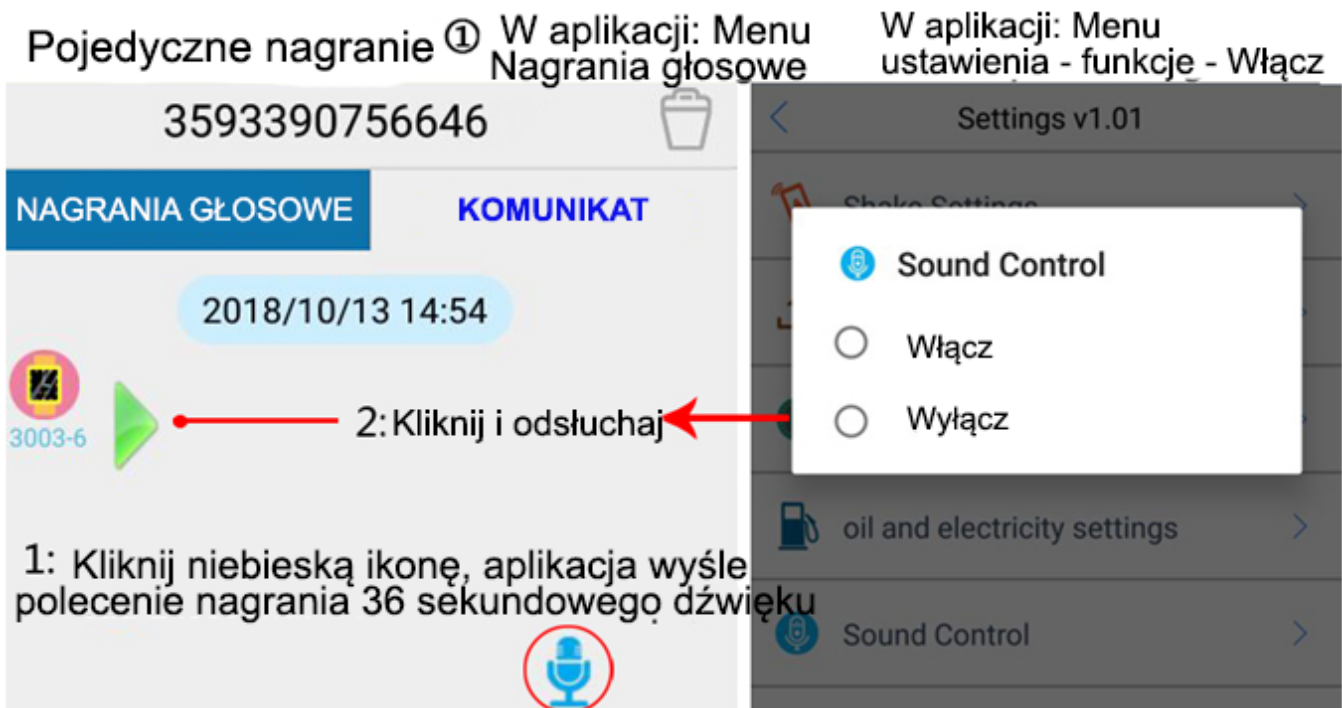 Pojedyczne nagranie ①
W aplikacji: Menu
Nagrania głosowe
W aplikacji: Menu
ustawienia - funkcję - Włącz
3593390756646
NAGRANIA GŁOSOWE
KOMUNIKAT
2018/10/13 14:54
3003-6
2: Kliknij i odsłuchaj
1: Kliknij niebieską ikonę, aplikacja wyśle
polecenie nagrania 36 sekundowego dźwięku
Settings v1.01
Shake Settings
Sound Control
Włącz
Wyłącz
oil and electricity settings
Sound Control